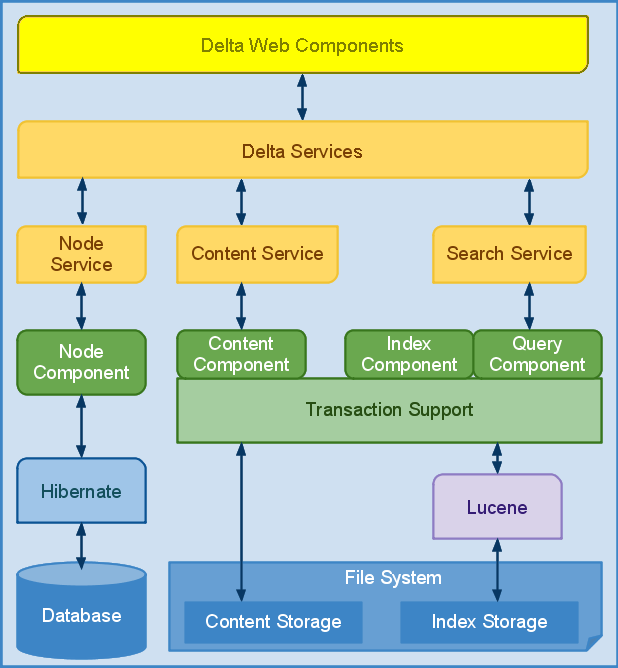 Delta Web Components
Delta Services
Node
Service
Content Service
Search Service
Node
Component
Content
Component
Index
Component
Query
Component
Transaction Support
Hibernate
Lucene
File System
Database
Content Storage
Index Storage